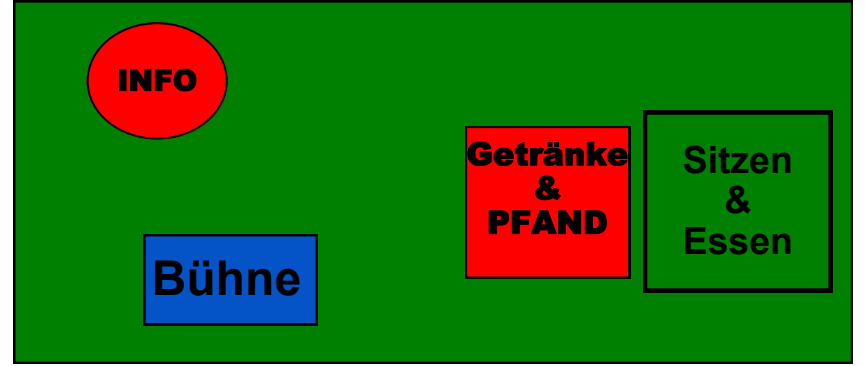 INFO
Getränke
&
PFAND
Sitzen
&
Essen
Bühne